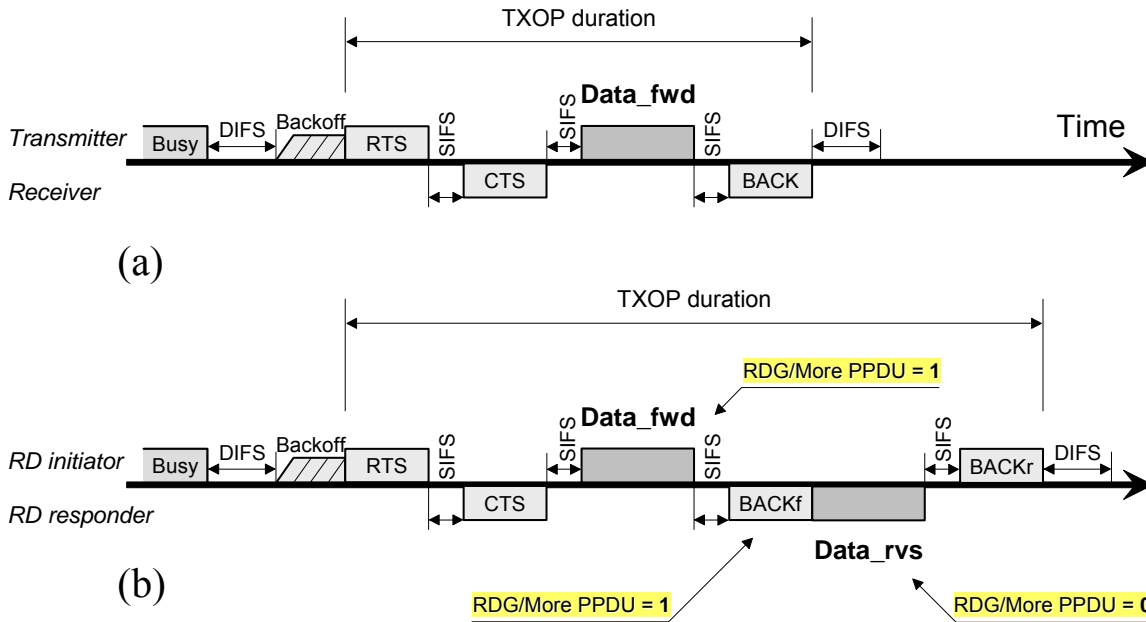 TXOP duration
Data_fwd
Transmitter Busy DIFS Backoff RTS SIFS SIFS SIFS DIFS Time
Receiver CTS BACK
(a)
TXOP duration
RDG/More PPDU = 1
Data_fwd
RD initiator Busy DIFS Backoff RTS SIFS SIFS SIFS SIFS BACKr DIFS
RD responder CTS BACKf
Data_rvs
(b)
RDG/More PPDU = 1 RDG/More PPDU = 0